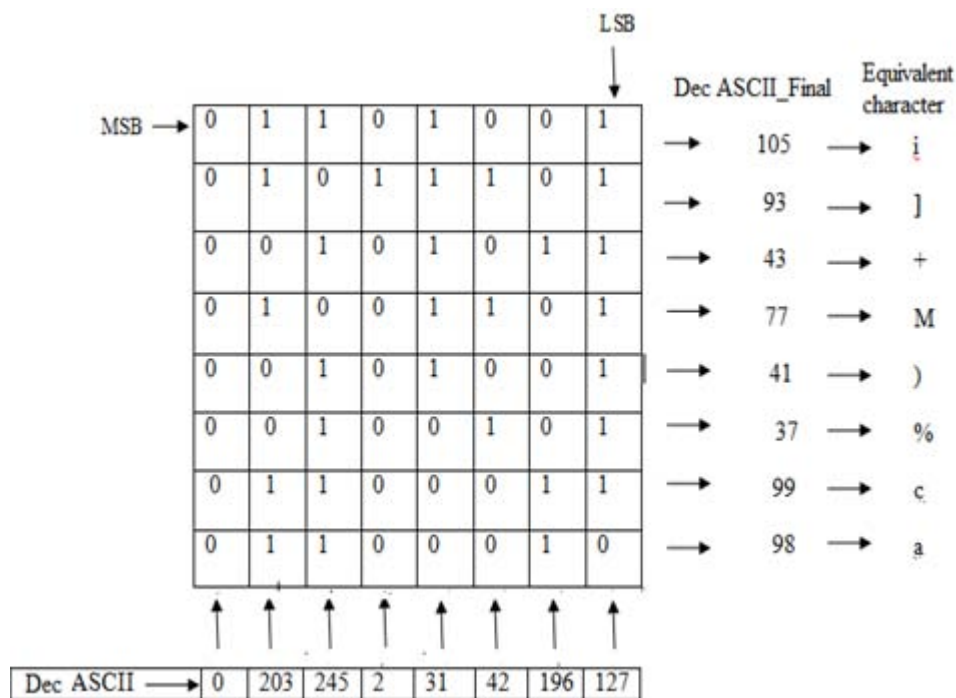 LSB
Dec ASCII_Final Equivalent character
MSB 0 1 1 0 1 0 0 1 105 i
0 1 0 1 1 1 0 1 93 ]
0 0 1 0 1 0 1 1 43 +
0 1 0 0 1 1 0 1 77 M
0 0 1 0 1 0 0 1 41 )
0 0 1 0 0 1 0 1 37 %
0 1 1 0 0 0 1 1 99 c
0 1 1 0 0 0 1 0 98 a
Dec ASCII 0 203 245 2 31 42 196 127